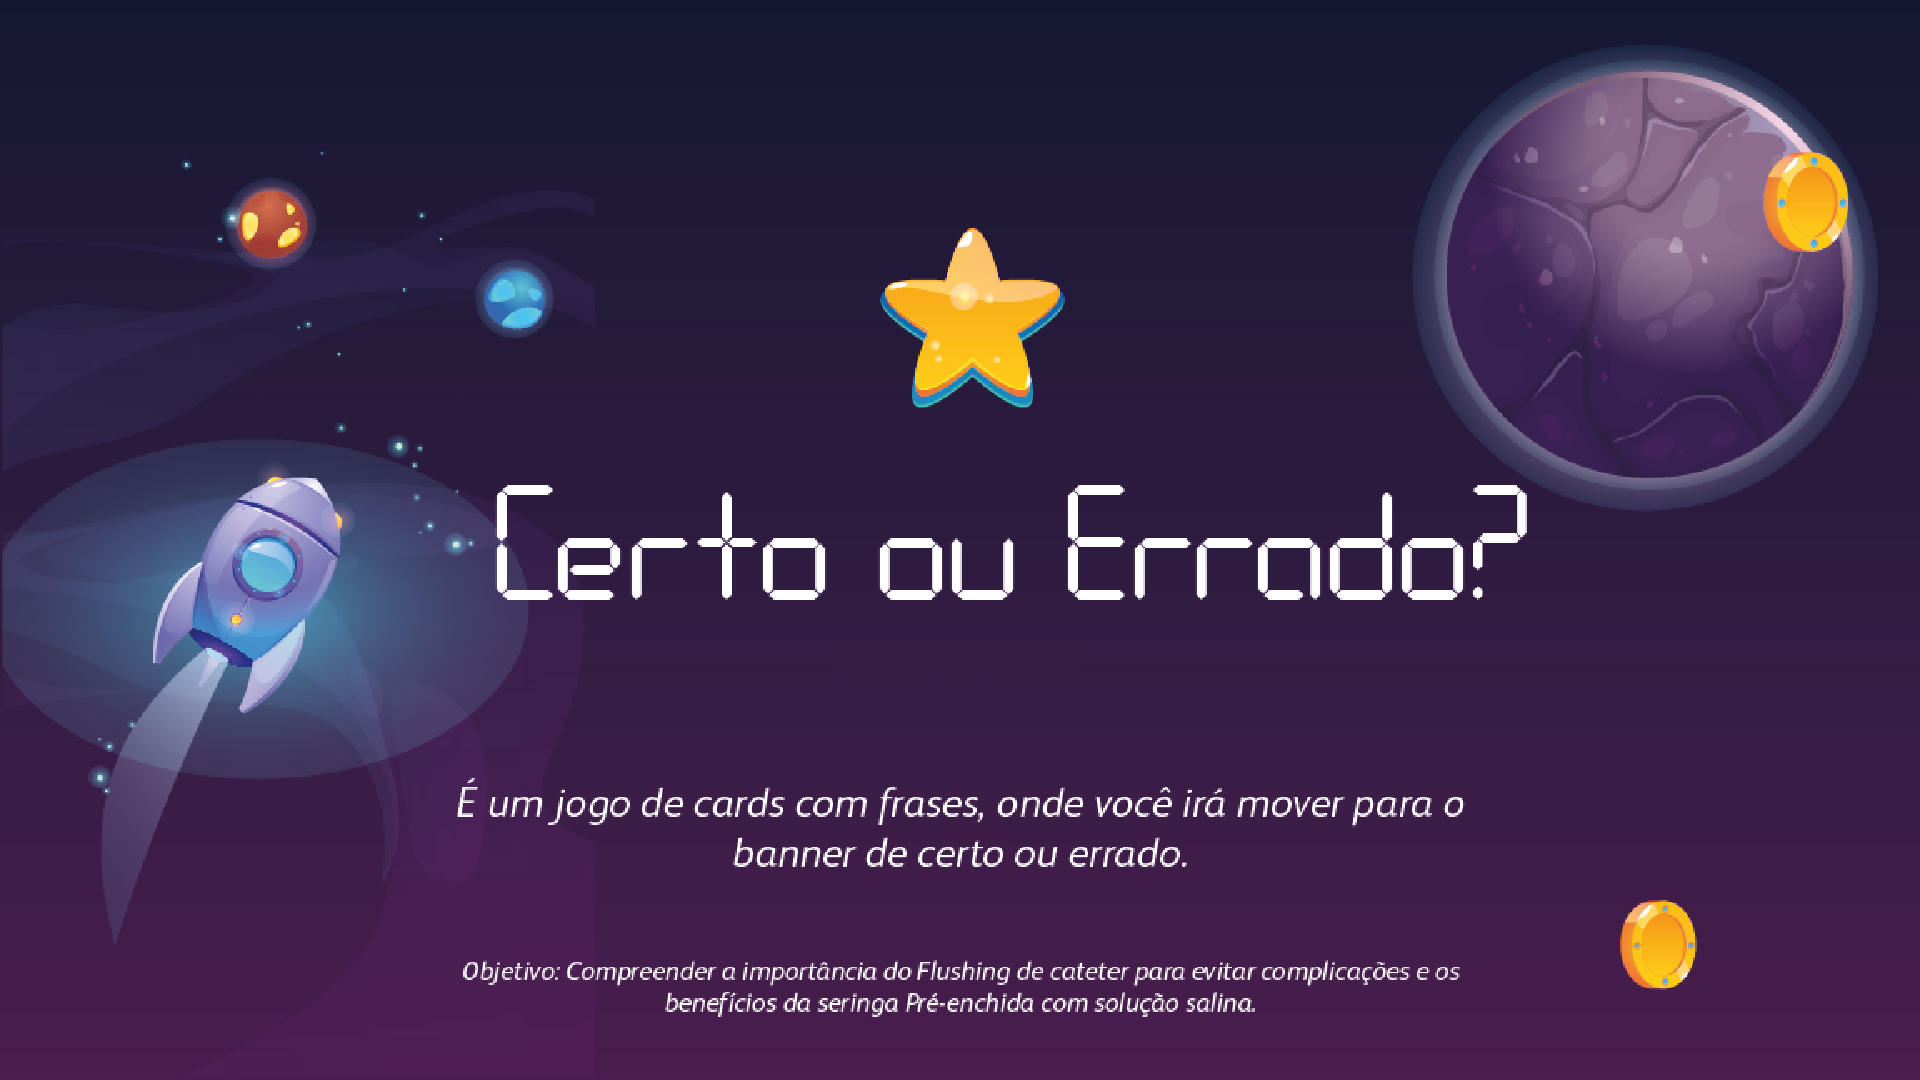 Certo ou Errado?
É um jogo de cards com frases, onde você irá mover para o
banner de certo ou errado.
Objetivo: Compreender a importância do Flushing de cateter para evitar complicações e os
benefícios da seringa Pré-enchida com solução salina.